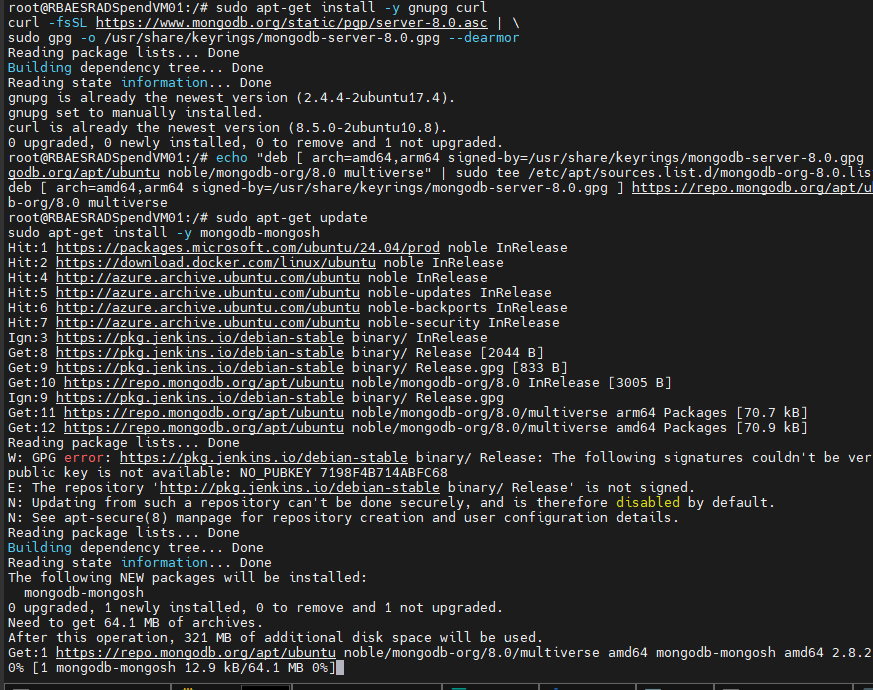 root@RBAESRADSpendVM01:/# sudo apt-get install -y gnupg curl
curl -fsSL https://www.mongodb.org/static/pgp/server-8.0.asc | \
sudo gpg -o /usr/share/keyrings/mongodb-server-8.0.gpg --dearmor
Reading package lists... Done
Building dependency tree... Done
Reading state information... Done
gnupg is already the newest version (2.4.4-2ubuntu17.4).
gnupg set to manually installed.
curl is already the newest version (8.5.0-2ubuntu10.8).
0 upgraded, 0 newly installed, 0 to remove and 1 not upgraded.
root@RBAESRADSpendVM01:/# echo "deb [ arch=amd64,arm64 signed-by=/usr/share/keyrings/mongodb-server-8.0.gpg
godb.org/apt/ubuntu noble/mongodb-org/8.0 multiverse" | sudo tee /etc/apt/sources.list.d/mongodb-org-8.0.lis
deb [ arch=amd64,arm64 signed-by=/usr/share/keyrings/mongodb-server-8.0.gpg ] https://repo.mongodb.org/apt/u
b-org/8.0 multiverse
root@RBAESRADSpendVM01:/# sudo apt-get update
sudo apt-get install -y mongodb-mongosh
Hit:1 https://packages.microsoft.com/ubuntu/24.04/prod noble InRelease
Hit:2 https://download.docker.com/linux/ubuntu noble InRelease
Hit:4 http://azure.archive.ubuntu.com/ubuntu noble InRelease
Hit:5 http://azure.archive.ubuntu.com/ubuntu noble-updates InRelease
Hit:6 http://azure.archive.ubuntu.com/ubuntu noble-backports InRelease
Hit:7 http://azure.archive.ubuntu.com/ubuntu noble-security InRelease
Ign:3 https://pkg.jenkins.io/debian-stable binary/ InRelease
Get:8 https://pkg.jenkins.io/debian-stable binary/ Release [2044 B]
Get:9 https://pkg.jenkins.io/debian-stable binary/ Release.gpg [833 B]
Get:10 https://repo.mongodb.org/apt/ubuntu noble/mongodb-org/8.0 InRelease [3005 B]
Ign:9 https://pkg.jenkins.io/debian-stable binary/ Release.gpg
Get:11 https://repo.mongodb.org/apt/ubuntu noble/mongodb-org/8.0/multiverse arm64 Packages [70.7 kB]
Get:12 https://repo.mongodb.org/apt/ubuntu noble/mongodb-org/8.0/multiverse amd64 Packages [70.9 kB]
Reading package lists... Done
W: GPG error: https://pkg.jenkins.io/debian-stable binary/ Release: The following signatures couldn't be ver
public key is not available: NO_PUBKEY 7198F4B714ABFC68
E: The repository 'http://pkg.jenkins.io/debian-stable binary/ Release' is not signed.
N: Updating from such a repository can't be done securely, and is therefore disabled by default.
N: See apt-secure(8) manpage for repository creation and user configuration details.
Reading package lists... Done
Building dependency tree... Done
Reading state information... Done
The following NEW packages will be installed:
  mongodb-mongosh
0 upgraded, 1 newly installed, 0 to remove and 1 not upgraded.
Need to get 64.1 MB of archives.
After this operation, 321 MB of additional disk space will be used.
Get:1 https://repo.mongodb.org/apt/ubuntu noble/mongodb-org/8.0/multiverse amd64 mongodb-mongosh amd64 2.8.2
0% [1 mongodb-mongosh 12.9 kB/64.1 MB 0%]